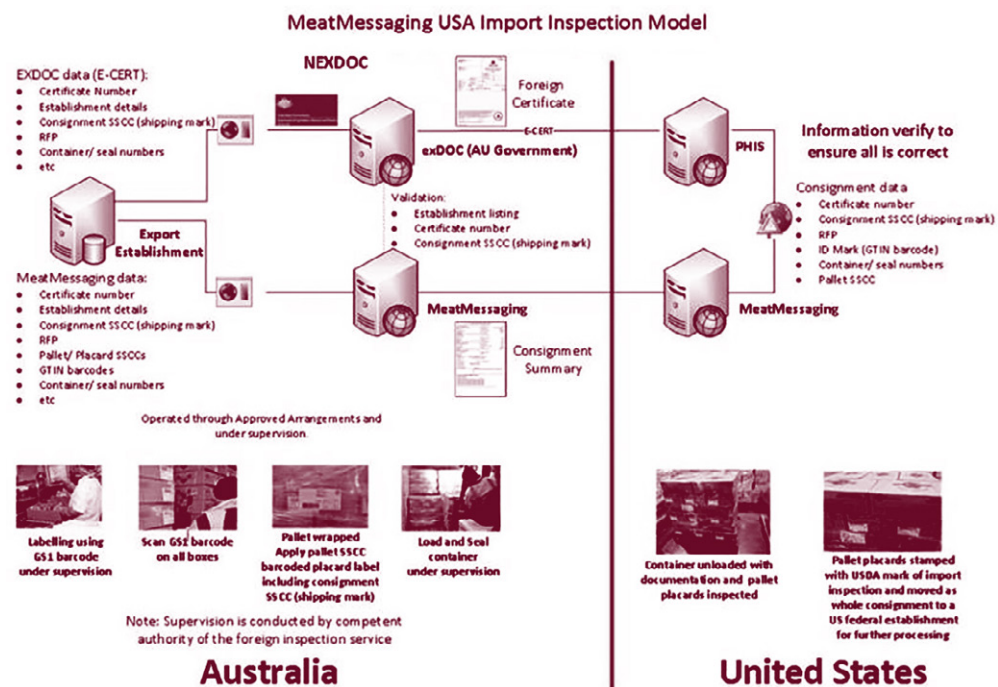 MeatMessaging USA Import Inspection Model
NEXDOC
EXDOC data (E-CERT):
• Certificate Number
• Establishment details
• Consignment SSCC (shipping mark)
• RFP
• Container/ seal numbers
• etc
Foreign
Certificate
E-CERT
exDOC (AU Government)
PHIS
Information verify to
ensure all is correct
Validation:
• Establishment listing
• Certificate number
• Consignment SSCC (shipping mark)
Consignment data
• Certificate number
• Consignment SSCC (shipping mark)
• RFP
• ID Mark (GTIN barcode)
• Container/ seal numbers
• Pallet SSCC
Export
Establishment
MeatMessaging data:
• Certificate number
• Establishment details
• Consignment SSCC (shipping mark)
• RFP
• Pallet/ Placard SSCCs
• GTIN barcodes
• Container/ seal numbers
• etc
MeatMessaging
MeatMessaging
Consignment
Summary
Operated through Approved Arrangements and
under supervision
Labelling using
GS1 barcode
under supervision
Scan GS1 barcode
on all boxes
Pallet wrapped
Apply pallet SSCC
barcoded placard label
including consignment
SSCC (shipping mark)
Load and Seal
container
under supervision
Container unloaded with
documentation and pallet
placards inspected
Pallet placards stamped
with USDA mark of import
inspection and moved as
whole consignment to a
US federal establishment
for further processing
Note: Supervision is conducted by competent
authority of the foreign inspection service
Australia
United States